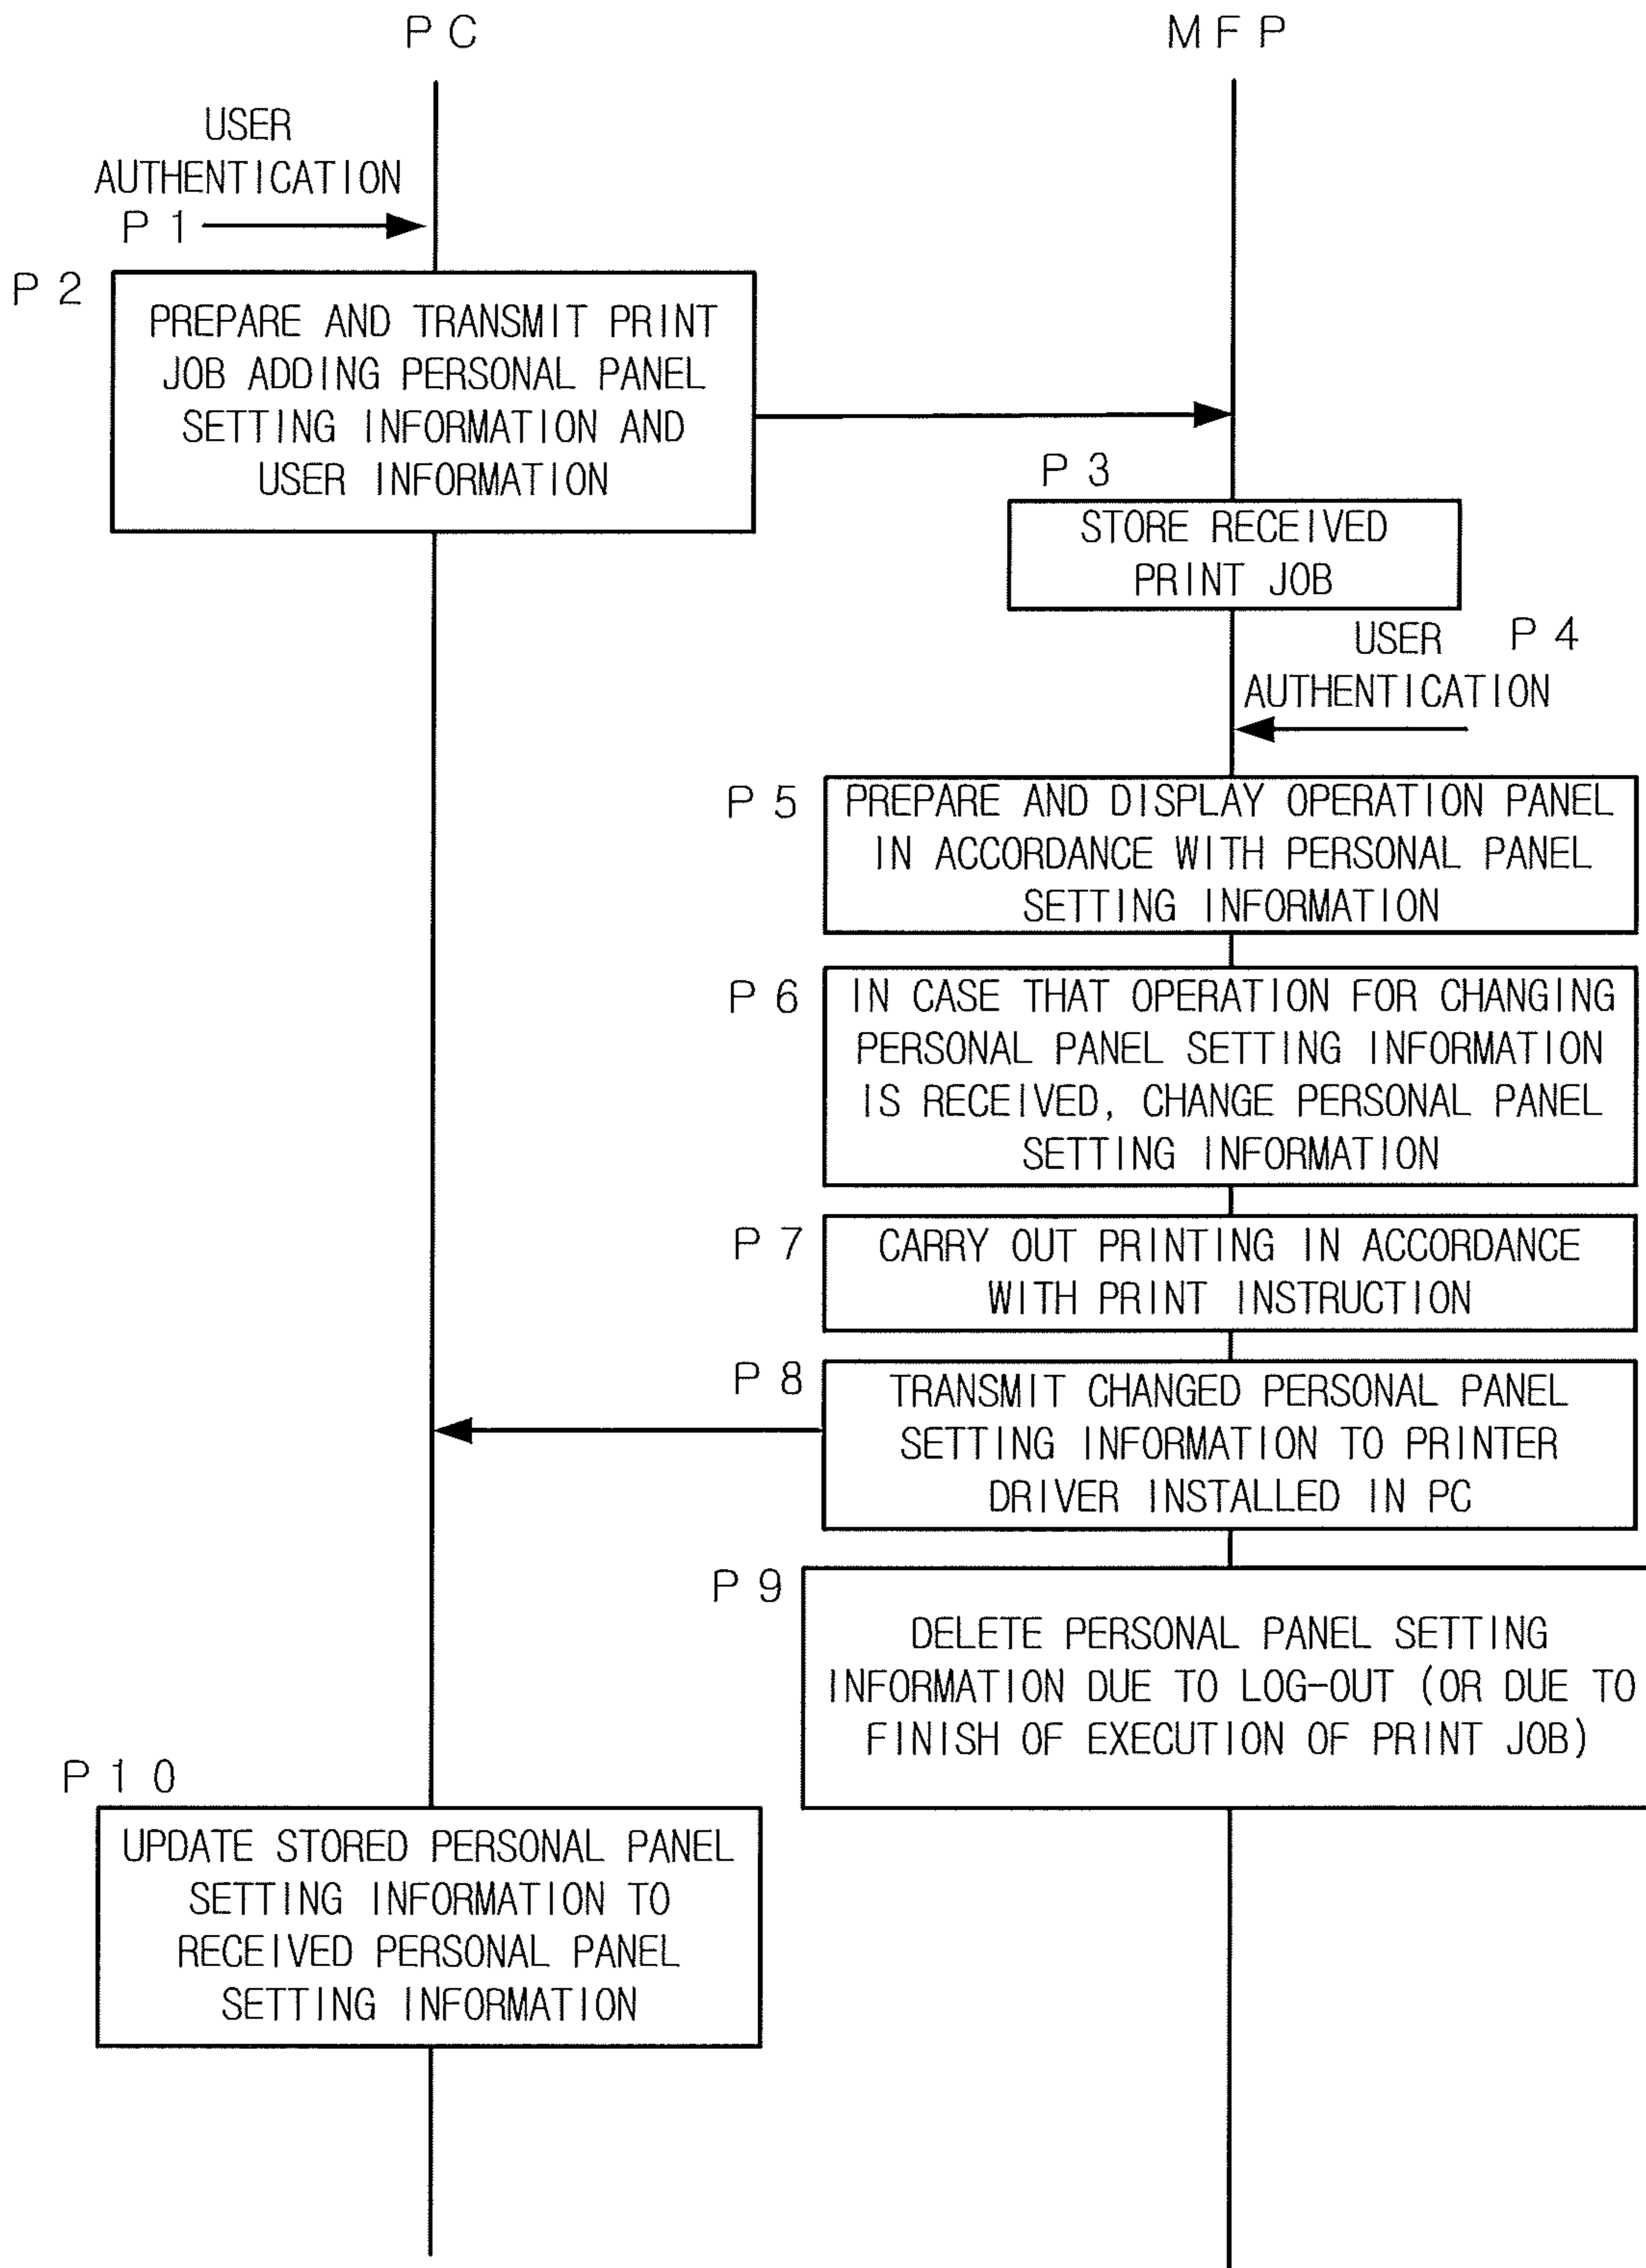 PC
MFP
USER
AUTHENTICATION
P1
P2
PREPARE AND TRANSMIT PRINT
JOB ADDING PERSONAL PANEL
SETTING INFORMATION AND
USER INFORMATION
P3
STORE RECEIVED
PRINT JOB
USER P4
AUTHENTICATION
P5
PREPARE AND DISPLAY OPERATION PANEL
IN ACCORDANCE WITH PERSONAL PANEL
SETTING INFORMATION
P6
IN CASE THAT OPERATION FOR CHANGING
PERSONAL PANEL SETTING INFORMATION
IS RECEIVED, CHANGE PERSONAL PANEL
SETTING INFORMATION
P7
CARRY OUT PRINTING IN ACCORDANCE
WITH PRINT INSTRUCTION
P8
TRANSMIT CHANGED PERSONAL PANEL
SETTING INFORMATION TO PRINTER
DRIVER INSTALLED IN PC
P9
DELETE PERSONAL PANEL SETTING
INFORMATION DUE TO LOG-OUT (OR DUE TO
FINISH OF EXECUTION OF PRINT JOB)
P10
UPDATE STORED PERSONAL PANEL
SETTING INFORMATION TO
RECEIVED PERSONAL PANEL
SETTING INFORMATION